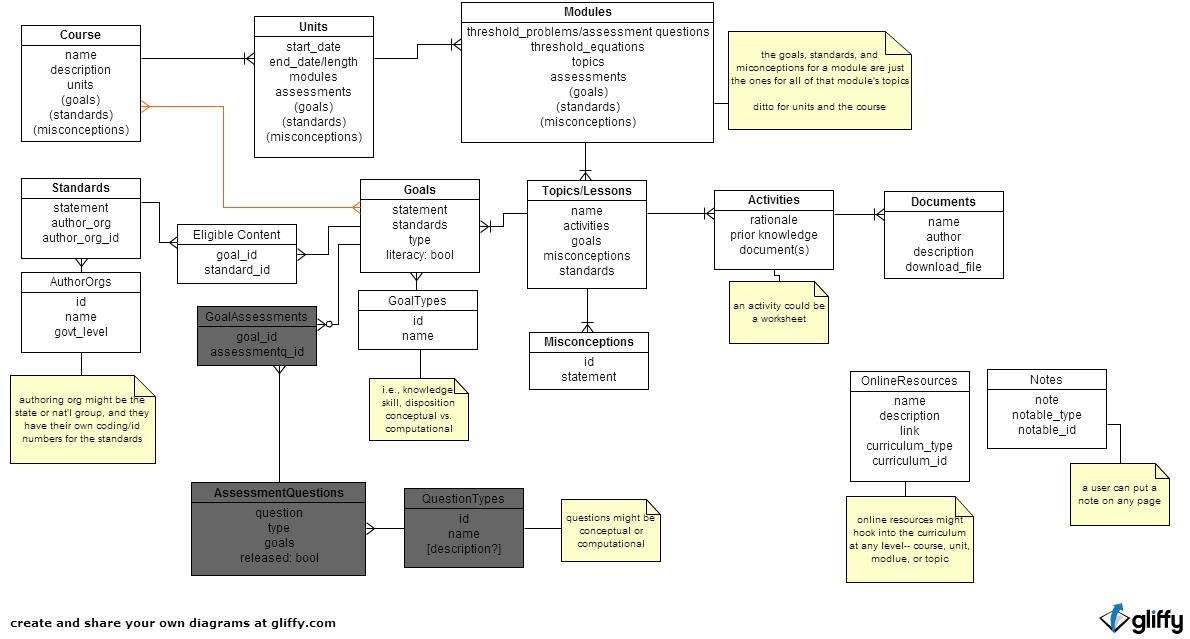 Course
name
description
units
(goals)
(standards)
(misconceptions)
Units
start_date
end_date/length
modules
assessments
(goals)
(standards)
(misconceptions)
Modules
threshold_problems/assessment questions
threshold_equations
topics
assessments
(goals)
(standards)
(misconceptions)
the goals, standards, and
miconceptions for a module are just
the ones for all of that module's topics
ditto for units and the course
Standards
statement
author_org
author_org_id
Eligible Content
goal_id
standard_id
Goals
statement
standards
type
literacy: bool
Topics/Lessons
name
activities
goals
misconceptions
standards
Activities
rationale
prior knowledge
document(s)
Documents
name
author
description
download_file
AuthorOrgs
id
name
govt_level
GoalAssessments
goal_id
assessmentq_id
GoalTypes
id
name
an activity could be
a worksheet
Misconceptions
id
statement
authoring org might be the
state or nat'l group, and they
have their own coding/id
numbers for the standards
i.e., knowledge,
skill, disposition
conceptual vs.
computational
OnlineResources
name
description
link
curriculum_type
curriculum_id
Notes
note
notable_type
notable_id
a user can put a
note on any page
AssessmentQuestions
question
type
goals
released: bool
QuestionTypes
id
name
[description?]
questions might be
conceptual or
computational
online resources might
hook into the curriculum
at any level-- course, unit,
modlue, or topic
create and share your own diagrams at gliffy.com
gliffy